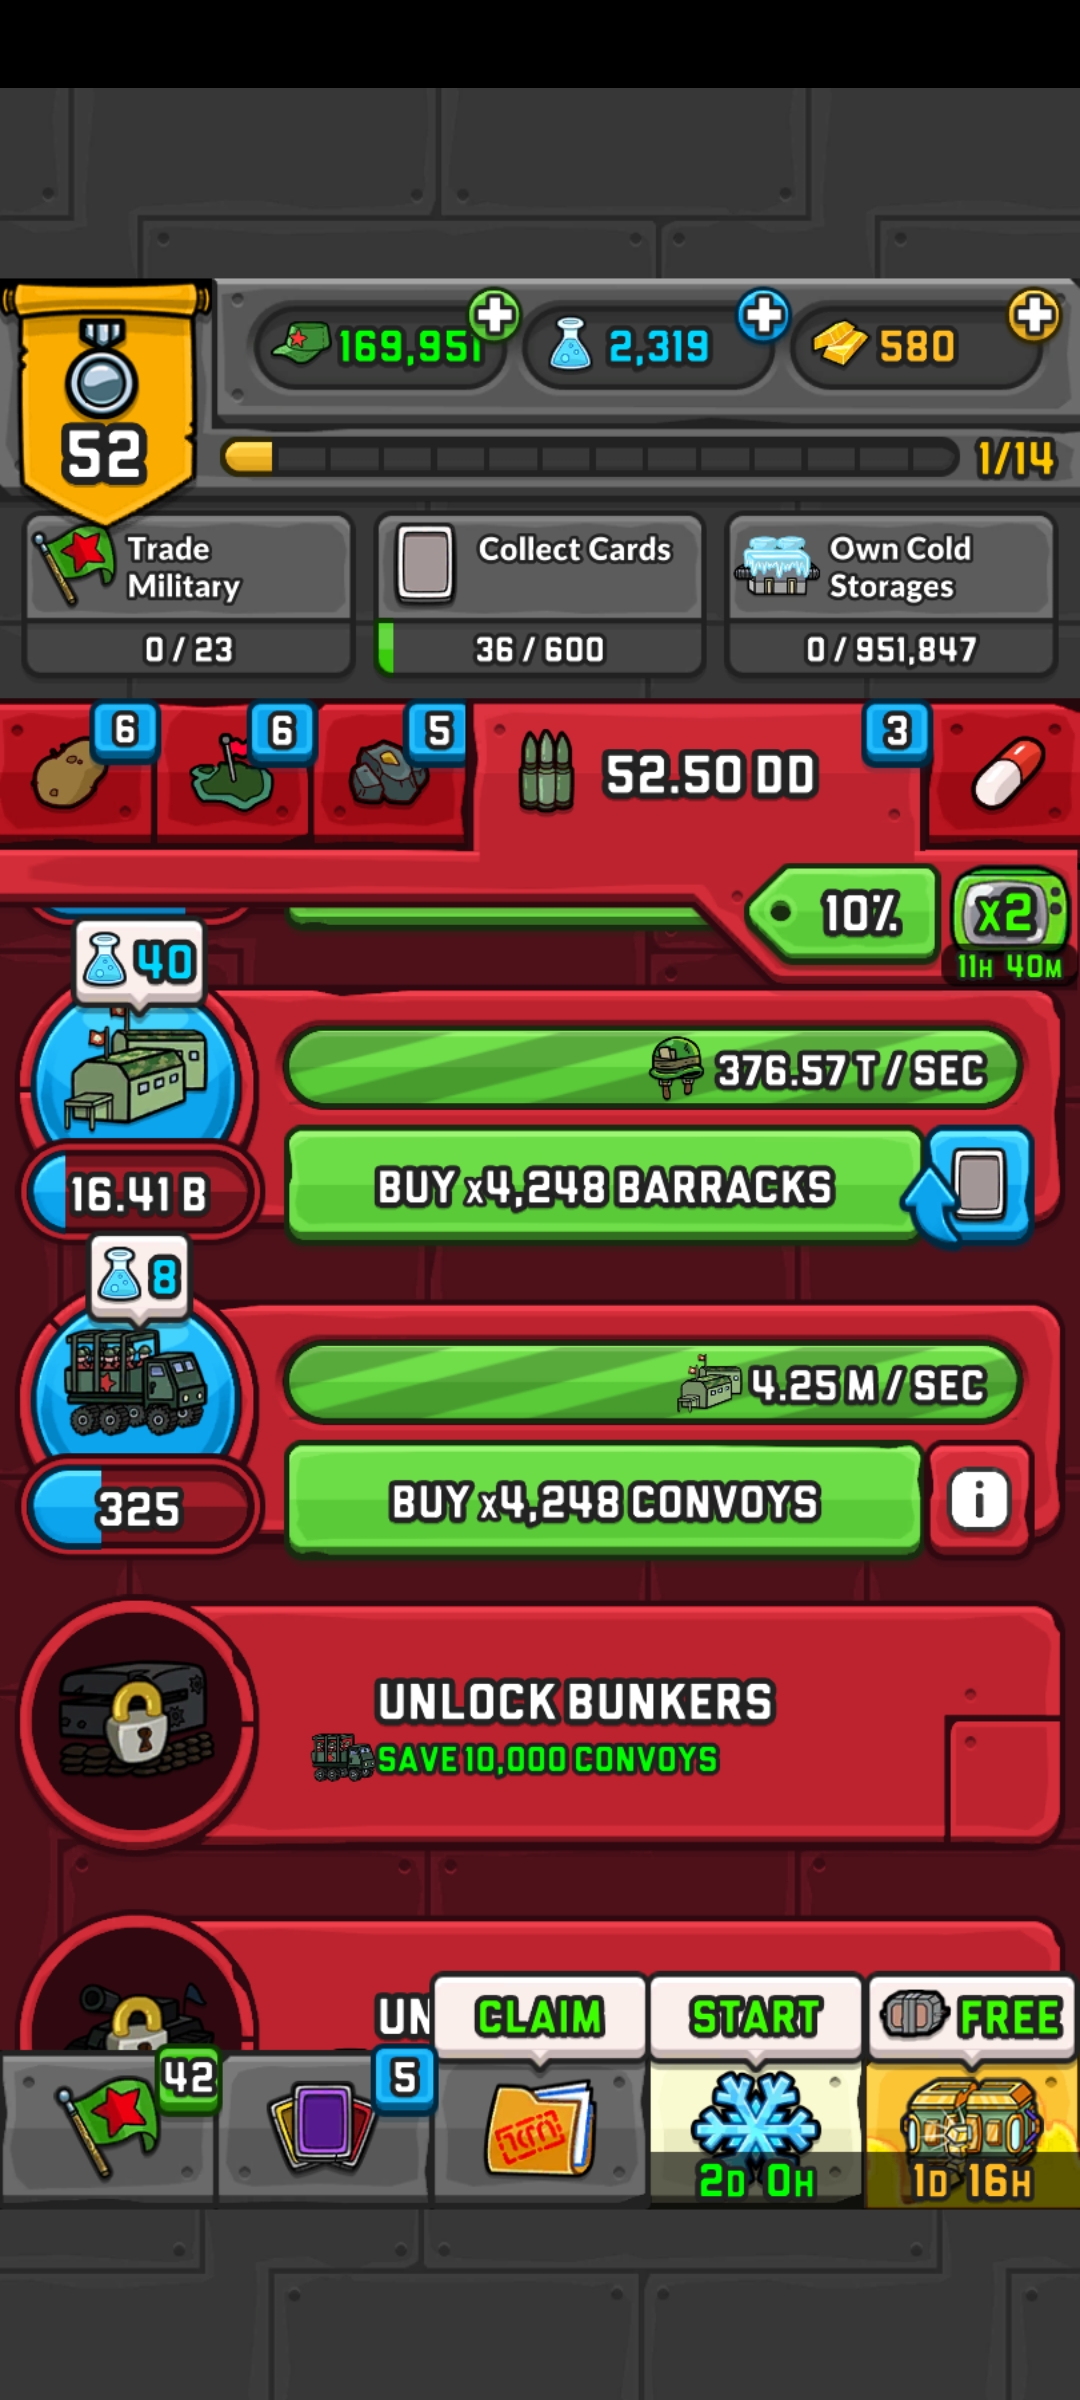 169,951
2,319
580
52
1/14
Trade
Military
0 / 23
Collect Cards
36 / 600
Own Cold
Storages
0 / 951,847
6
6
5
52.50 DD
3
10%
x2
11H 40M
40
376.57 T / SEC
16.41 B
BUY x4,248 BARRACKS
8
4.25 M / SEC
325
BUY x4,248 CONVOYS
i
UNLOCK BUNKERS
SAVE 10,000 CONVOYS
UN
CLAIM
START
FREE
42
5
2D 0H
1D 16H